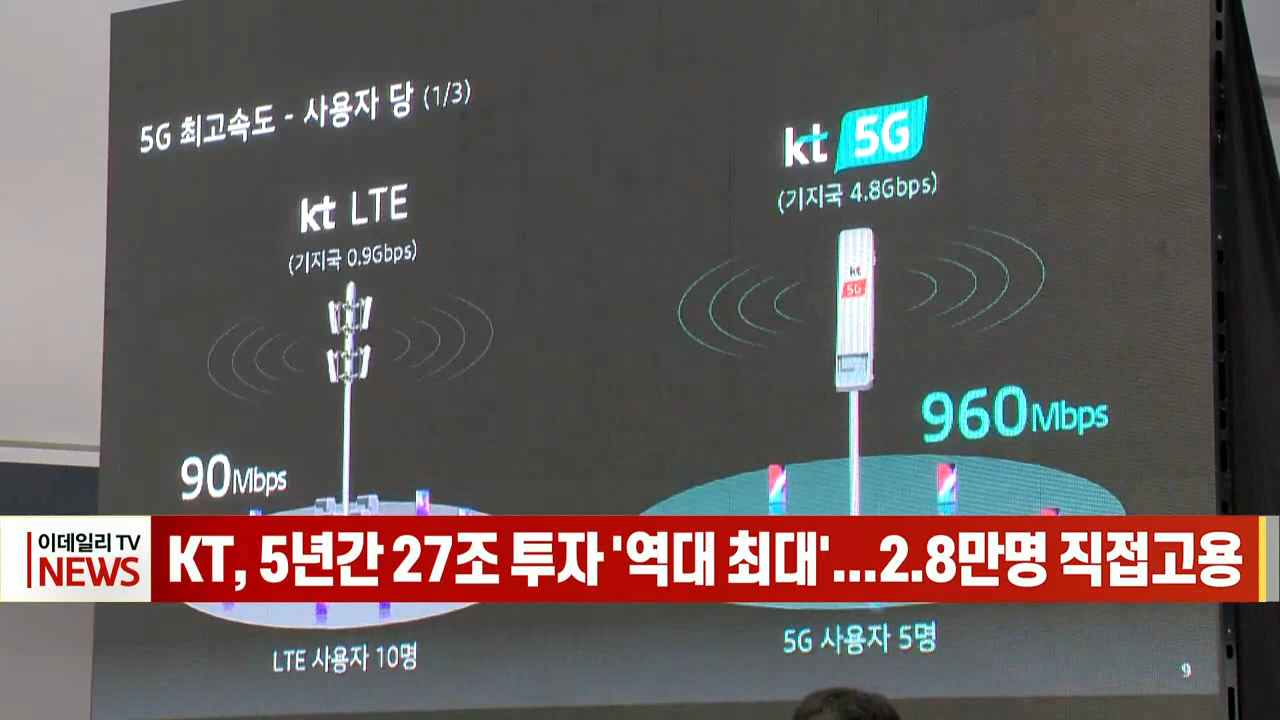 5G 최고속도 - 사용자 당 (1/3)
kt LTE
(기지국 0.9Gbps)
90Mbps
LTE 사용자 10명
kt 5G
(기지국 4.8Gbps)
kt
5G
960Mbps
5G 사용자 5명
9
이데일리 TV
NEWS
KT, 5년간 27조 투자 '역대 최대'...2.8만명 직접고용